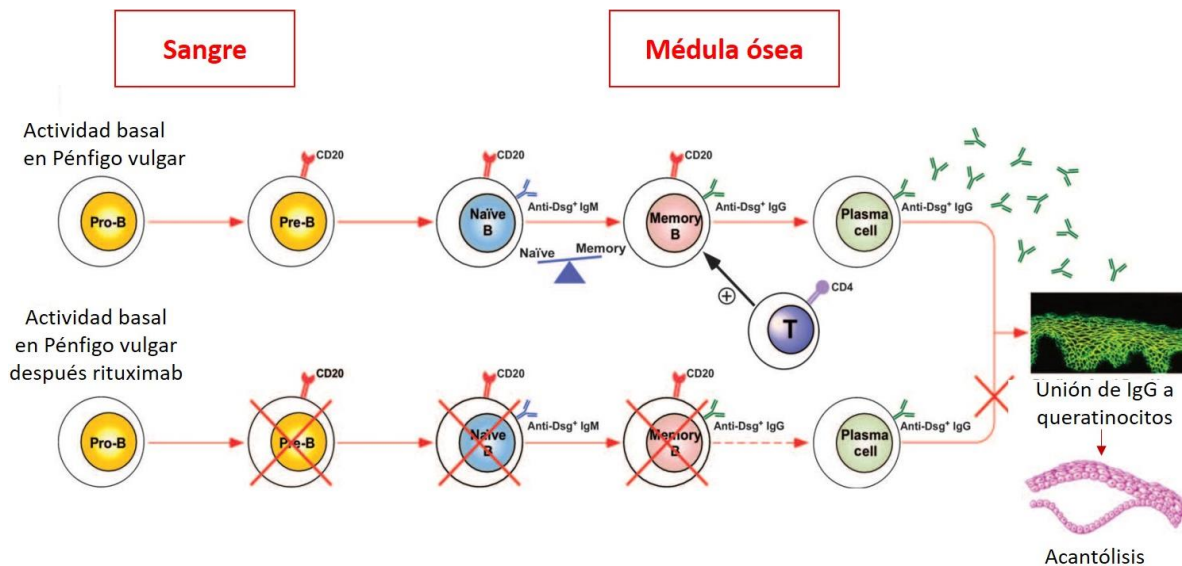 Sangre
Médula ósea
Actividad basal
en Pénfigo vulgar
CD20
CD20
CD20
Pro-B
Pre-B
Naïve
B
Anti-Dsg⁺ IgM
Memory
B
Anti-Dsg⁺ IgG
Plasma
cell
Anti-Dsg⁺ IgG
Naïve
Memory
+
CD4
T
Actividad basal
en Pénfigo vulgar
después rituximab
CD20
CD20
CD20
Pro-B
Pre-B
Naïve
B
Anti-Dsg⁺ IgM
Memory
B
Anti-Dsg⁺ IgG
Plasma
cell
Anti-Dsg⁺ IgG
Unión de IgG a
queratinocitos
Acantólisis